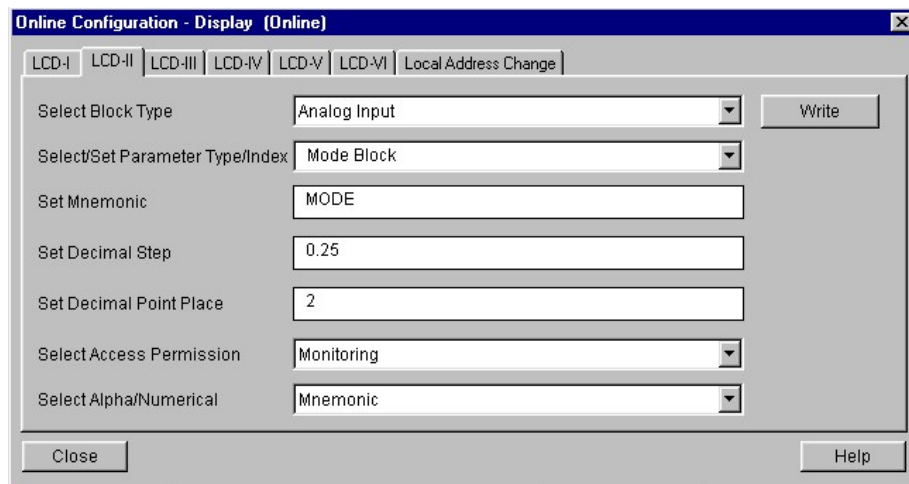 Online Configuration - Display (Online)
LCD-I LCD-II LCD-III LCD-IV LCD-V LCD-VI Local Address Change
Select Block Type Analog Input Write
Select/Set Parameter Type/Index Mode Block
Set Mnemonic MODE
Set Decimal Step 0.25
Set Decimal Point Place 2
Select Access Permission Monitoring
Select Alpha/Numerical Mnemonic
Close Help